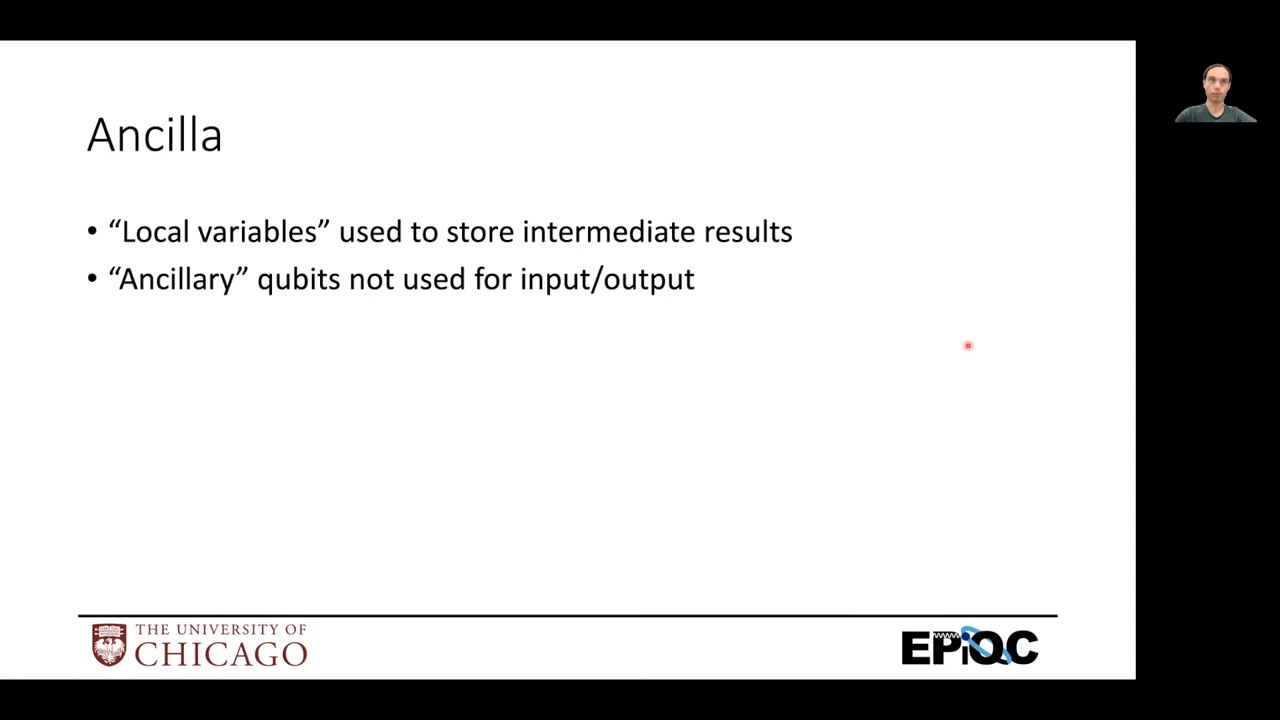 Ancilla
• “Local variables” used to store intermediate results
• “Ancillary” qubits not used for input/output
THE UNIVERSITY OF
CHICAGO
EPiQC